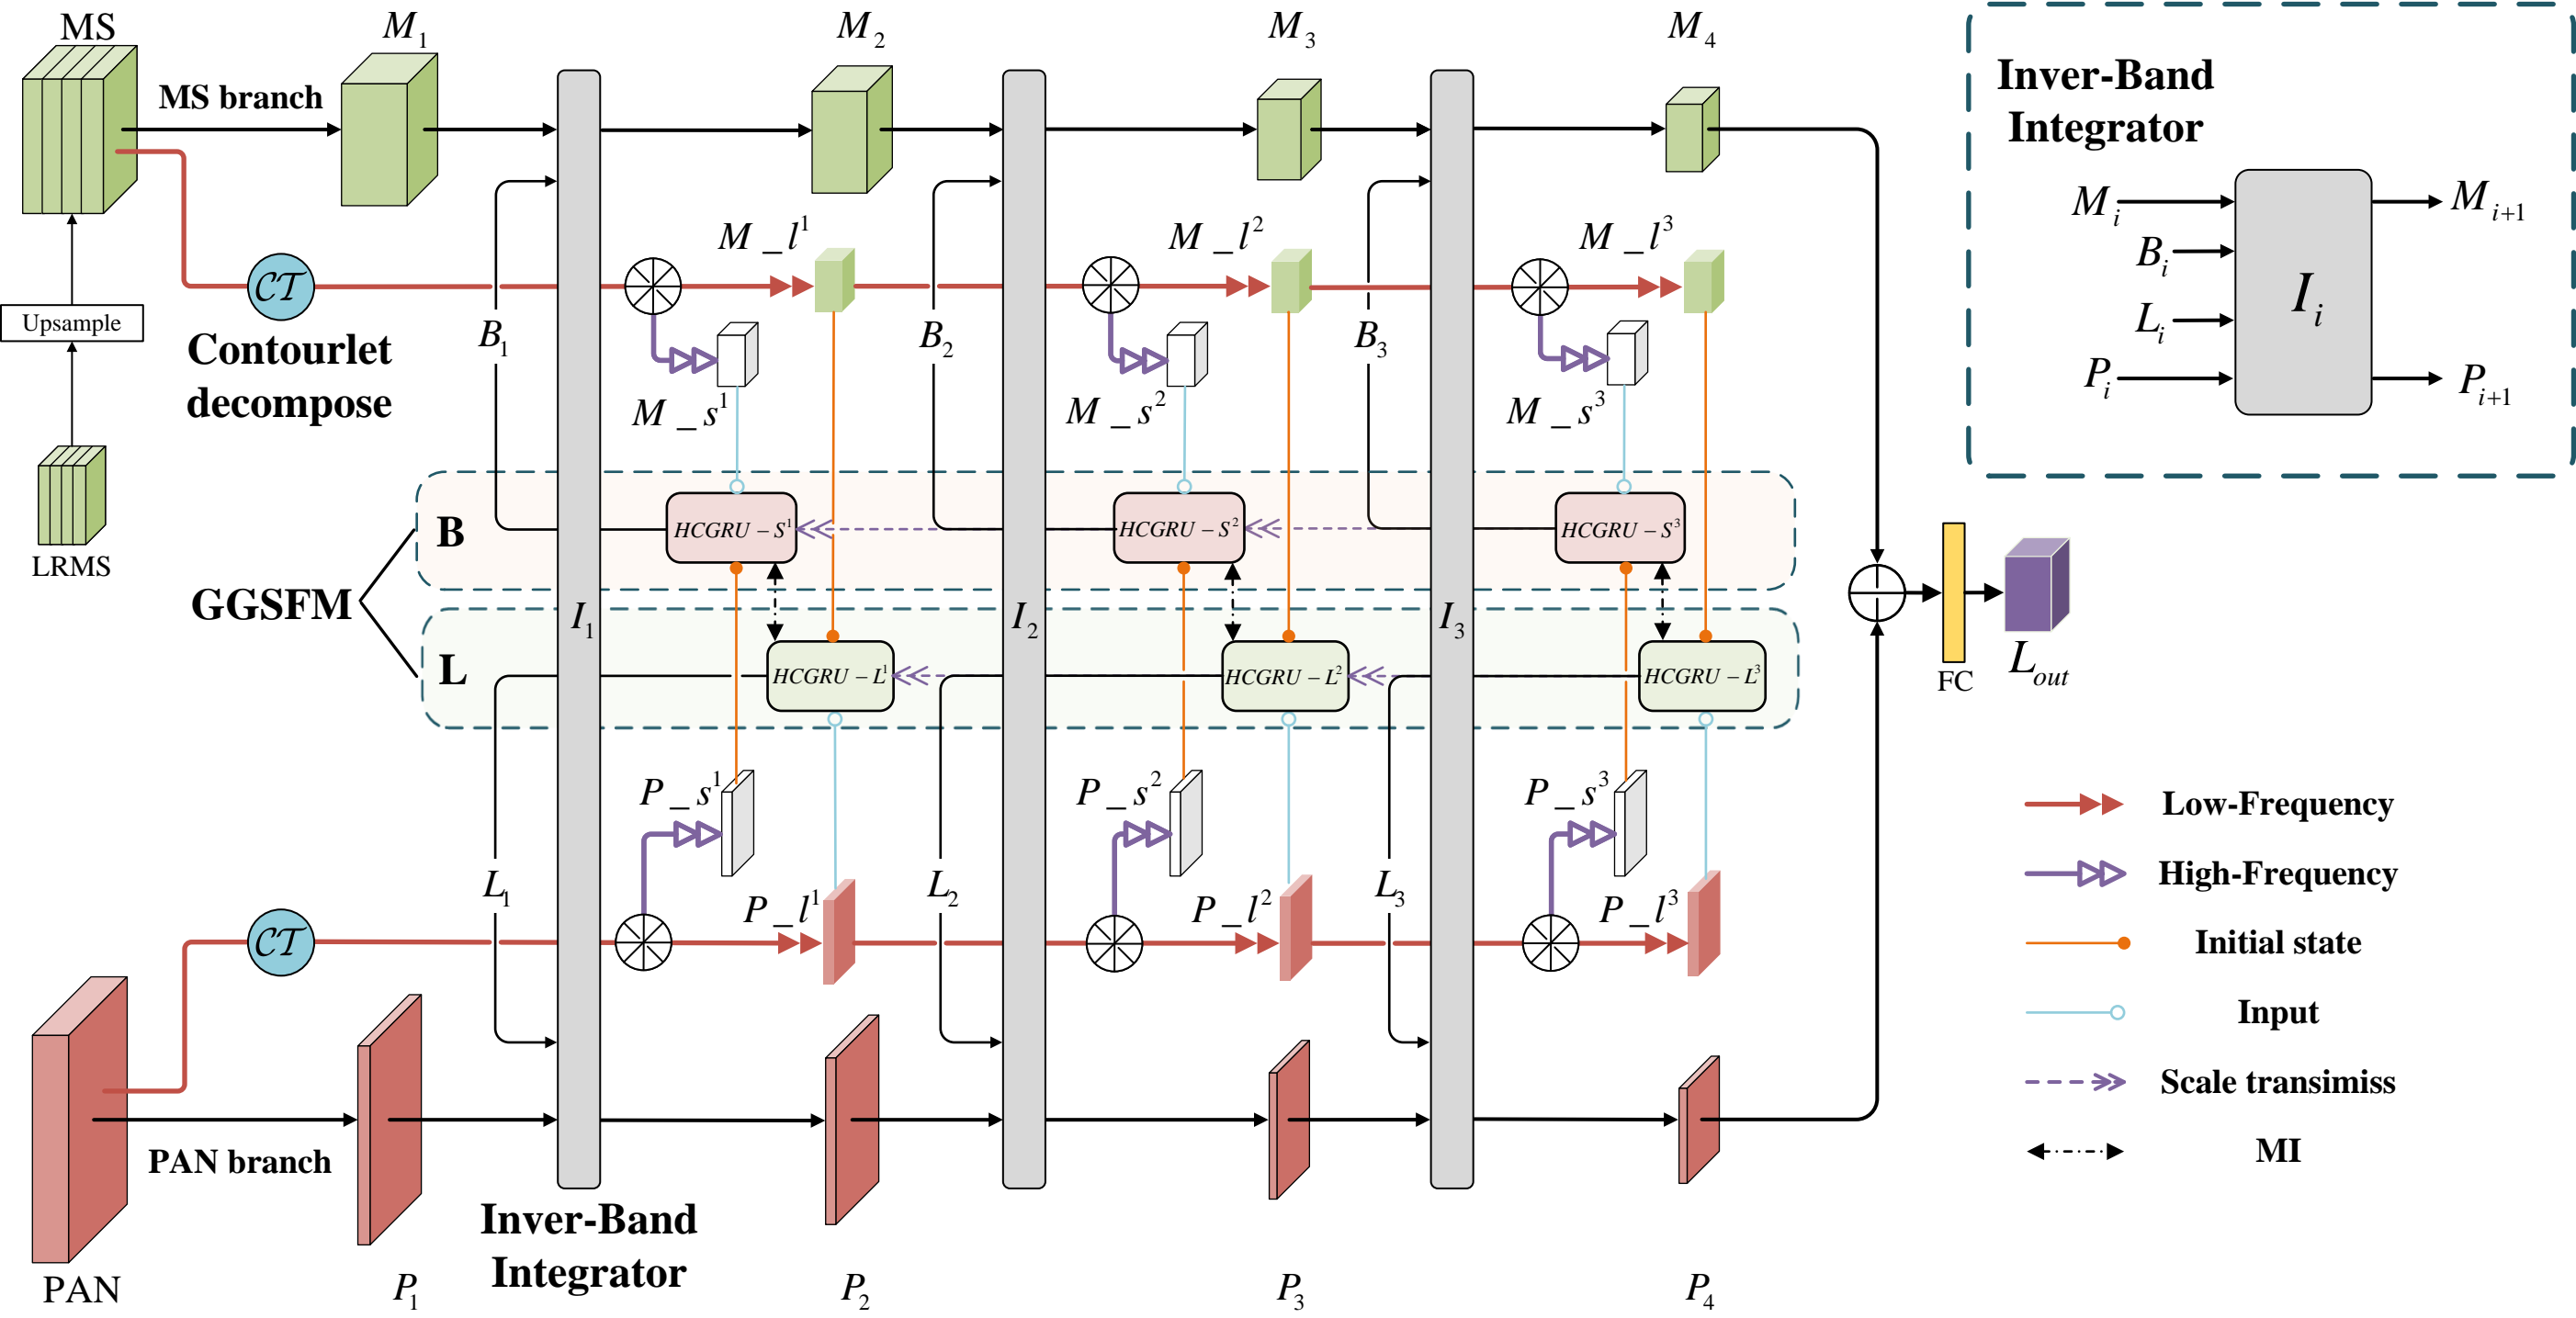 MS
M1
M2
M3
M4
MS branch
Inver-Band
Integrator
Mi
Bi
Li
Pi
Ii
Mi+1
Pi+1
M_l1
M_l2
M_l3
CT
Upsample
Contourlet
decompose
B1
B2
B3
M_s1
M_s2
M_s3
LRMS
B
HCGRU−S1
HCGRU−S2
HCGRU−S3
GGSFM
I1
I2
I3
L
HCGRU−L1
HCGRU−L2
HCGRU−L3
FC
Lout
P_s1
P_s2
P_s3
L1
L2
L3
P_l1
P_l2
P_l3
CT
PAN branch
Inver-Band
Integrator
PAN
P1
P2
P3
P4
Low-Frequency
High-Frequency
Initial state
Input
Scale transimiss
MI